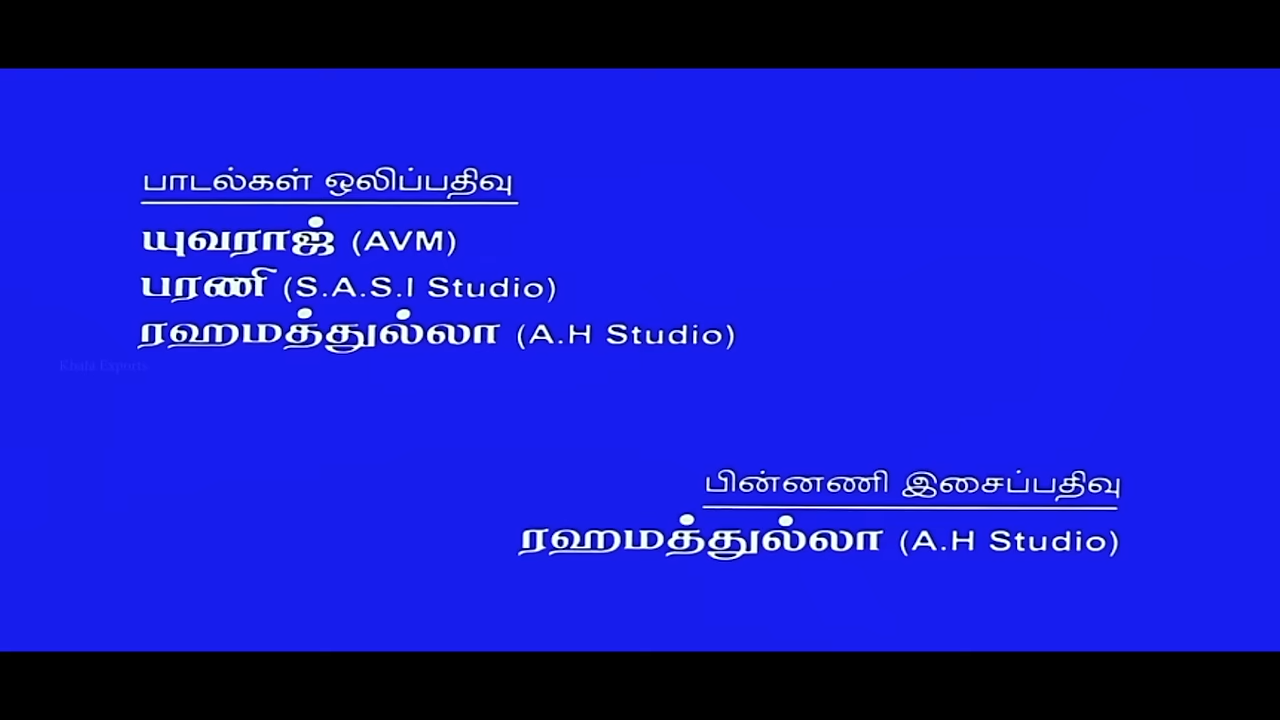 பாடல்கள் ஒலிப்பதிவு
யுவராஜ் (AVM)
பரணி (S.A.S.I Studio)
ரஹமத்துல்லா (A.H Studio)
பின்னணி இசைப்பதிவு
ரஹமத்துல்லா (A.H Studio)